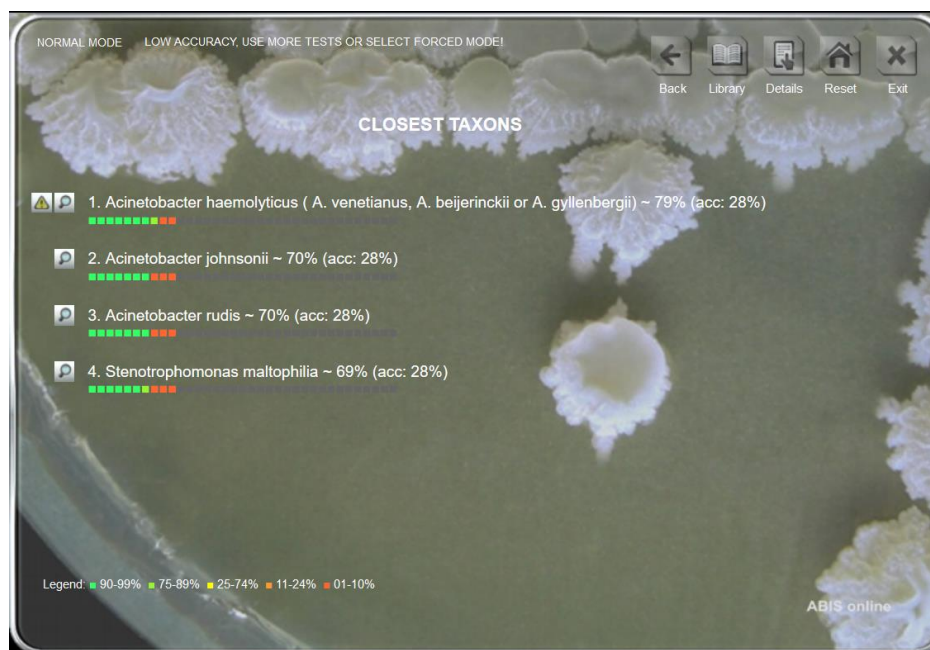 NORMAL MODE LOW ACCURACY, USE MORE TESTS OR SELECT FORCED MODE!
Back Library Details Reset Exit
CLOSEST TAXONS
1. Acinetobacter haemolyticus ( A. venetianus, A. beijerinckii or A. gyllenbergii) ~ 79% (acc: 28%)
2. Acinetobacter johnsonii ~ 70% (acc: 28%)
3. Acinetobacter rudis ~ 70% (acc: 28%)
4. Stenotrophomonas maltophilia ~ 69% (acc: 28%)
Legend: 90-99% 75-89% 25-74% 11-24% 01-10%
ABIS online